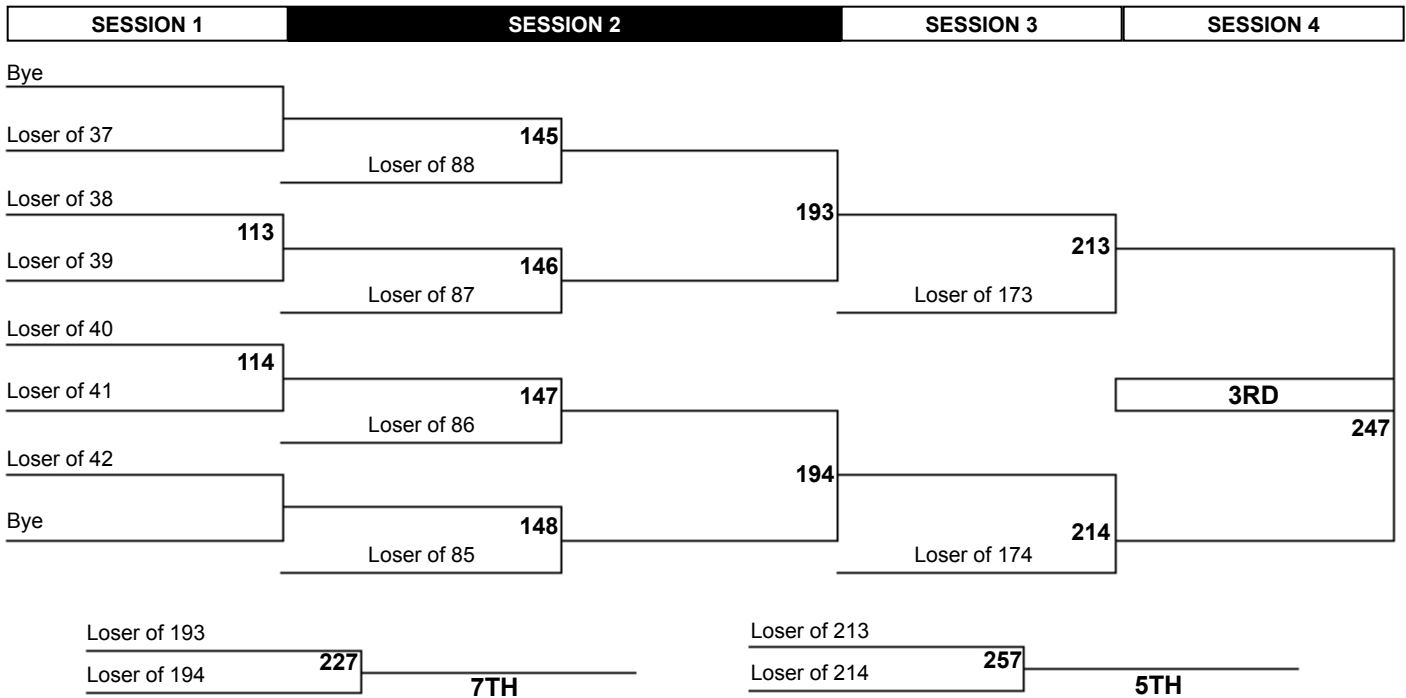 SESSION 1 SESSION 2 SESSION 3 SESSION 4
Bye
Loser of 37
145
Loser of 88
Loser of 38
193
113
213
Loser of 39
146
Loser of 87
Loser of 173
Loser of 40
114
Loser of 41
147
3RD
Loser of 86
247
Loser of 42
194
Bye
148
214
Loser of 85
Loser of 174
Loser of 193
227
Loser of 194
7TH
Loser of 213
257
Loser of 214
5TH